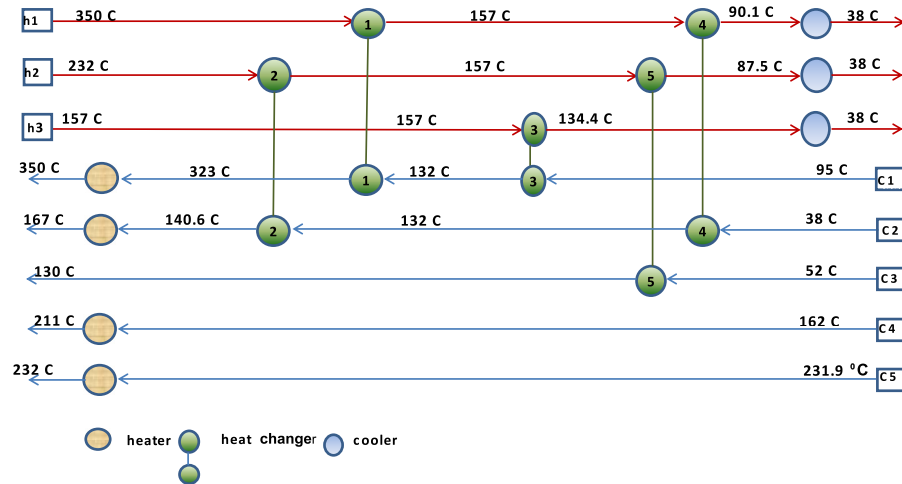 h1 350 C 1 157 C 4 90.1 C 38 C
h2 232 C 2 157 C 5 87.5 C 38 C
h3 157 C 157 C 3 134.4 C 38 C
350 C 323 C 1 132 C 3 95 C C1
167 C 140.6 C 2 132 C 4 38 C C2
130 C 5 52 C C3
211 C 162 C C4
232 C 231.9 ⁰C C5
heater heat changer cooler